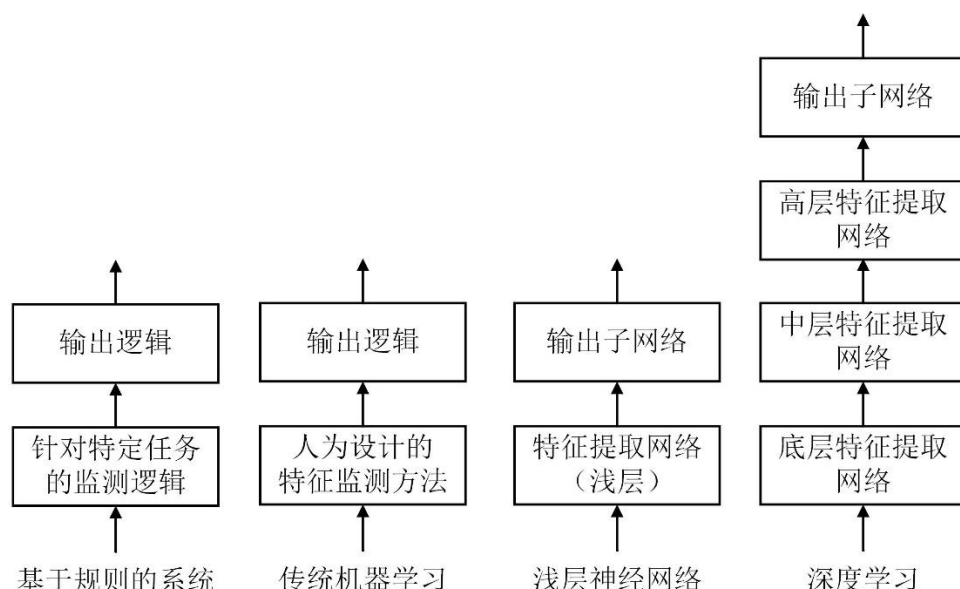 输出子网络
高层特征提取
网络
输出逻辑
输出逻辑
输出子网络
中层特征提取
网络
针对特定任务
的监测逻辑
人为设计的
特征监测方法
特征提取网络
（浅层）
底层特征提取
网络
基于规则的系统
传统机器学习
浅层神经网络
深度学习